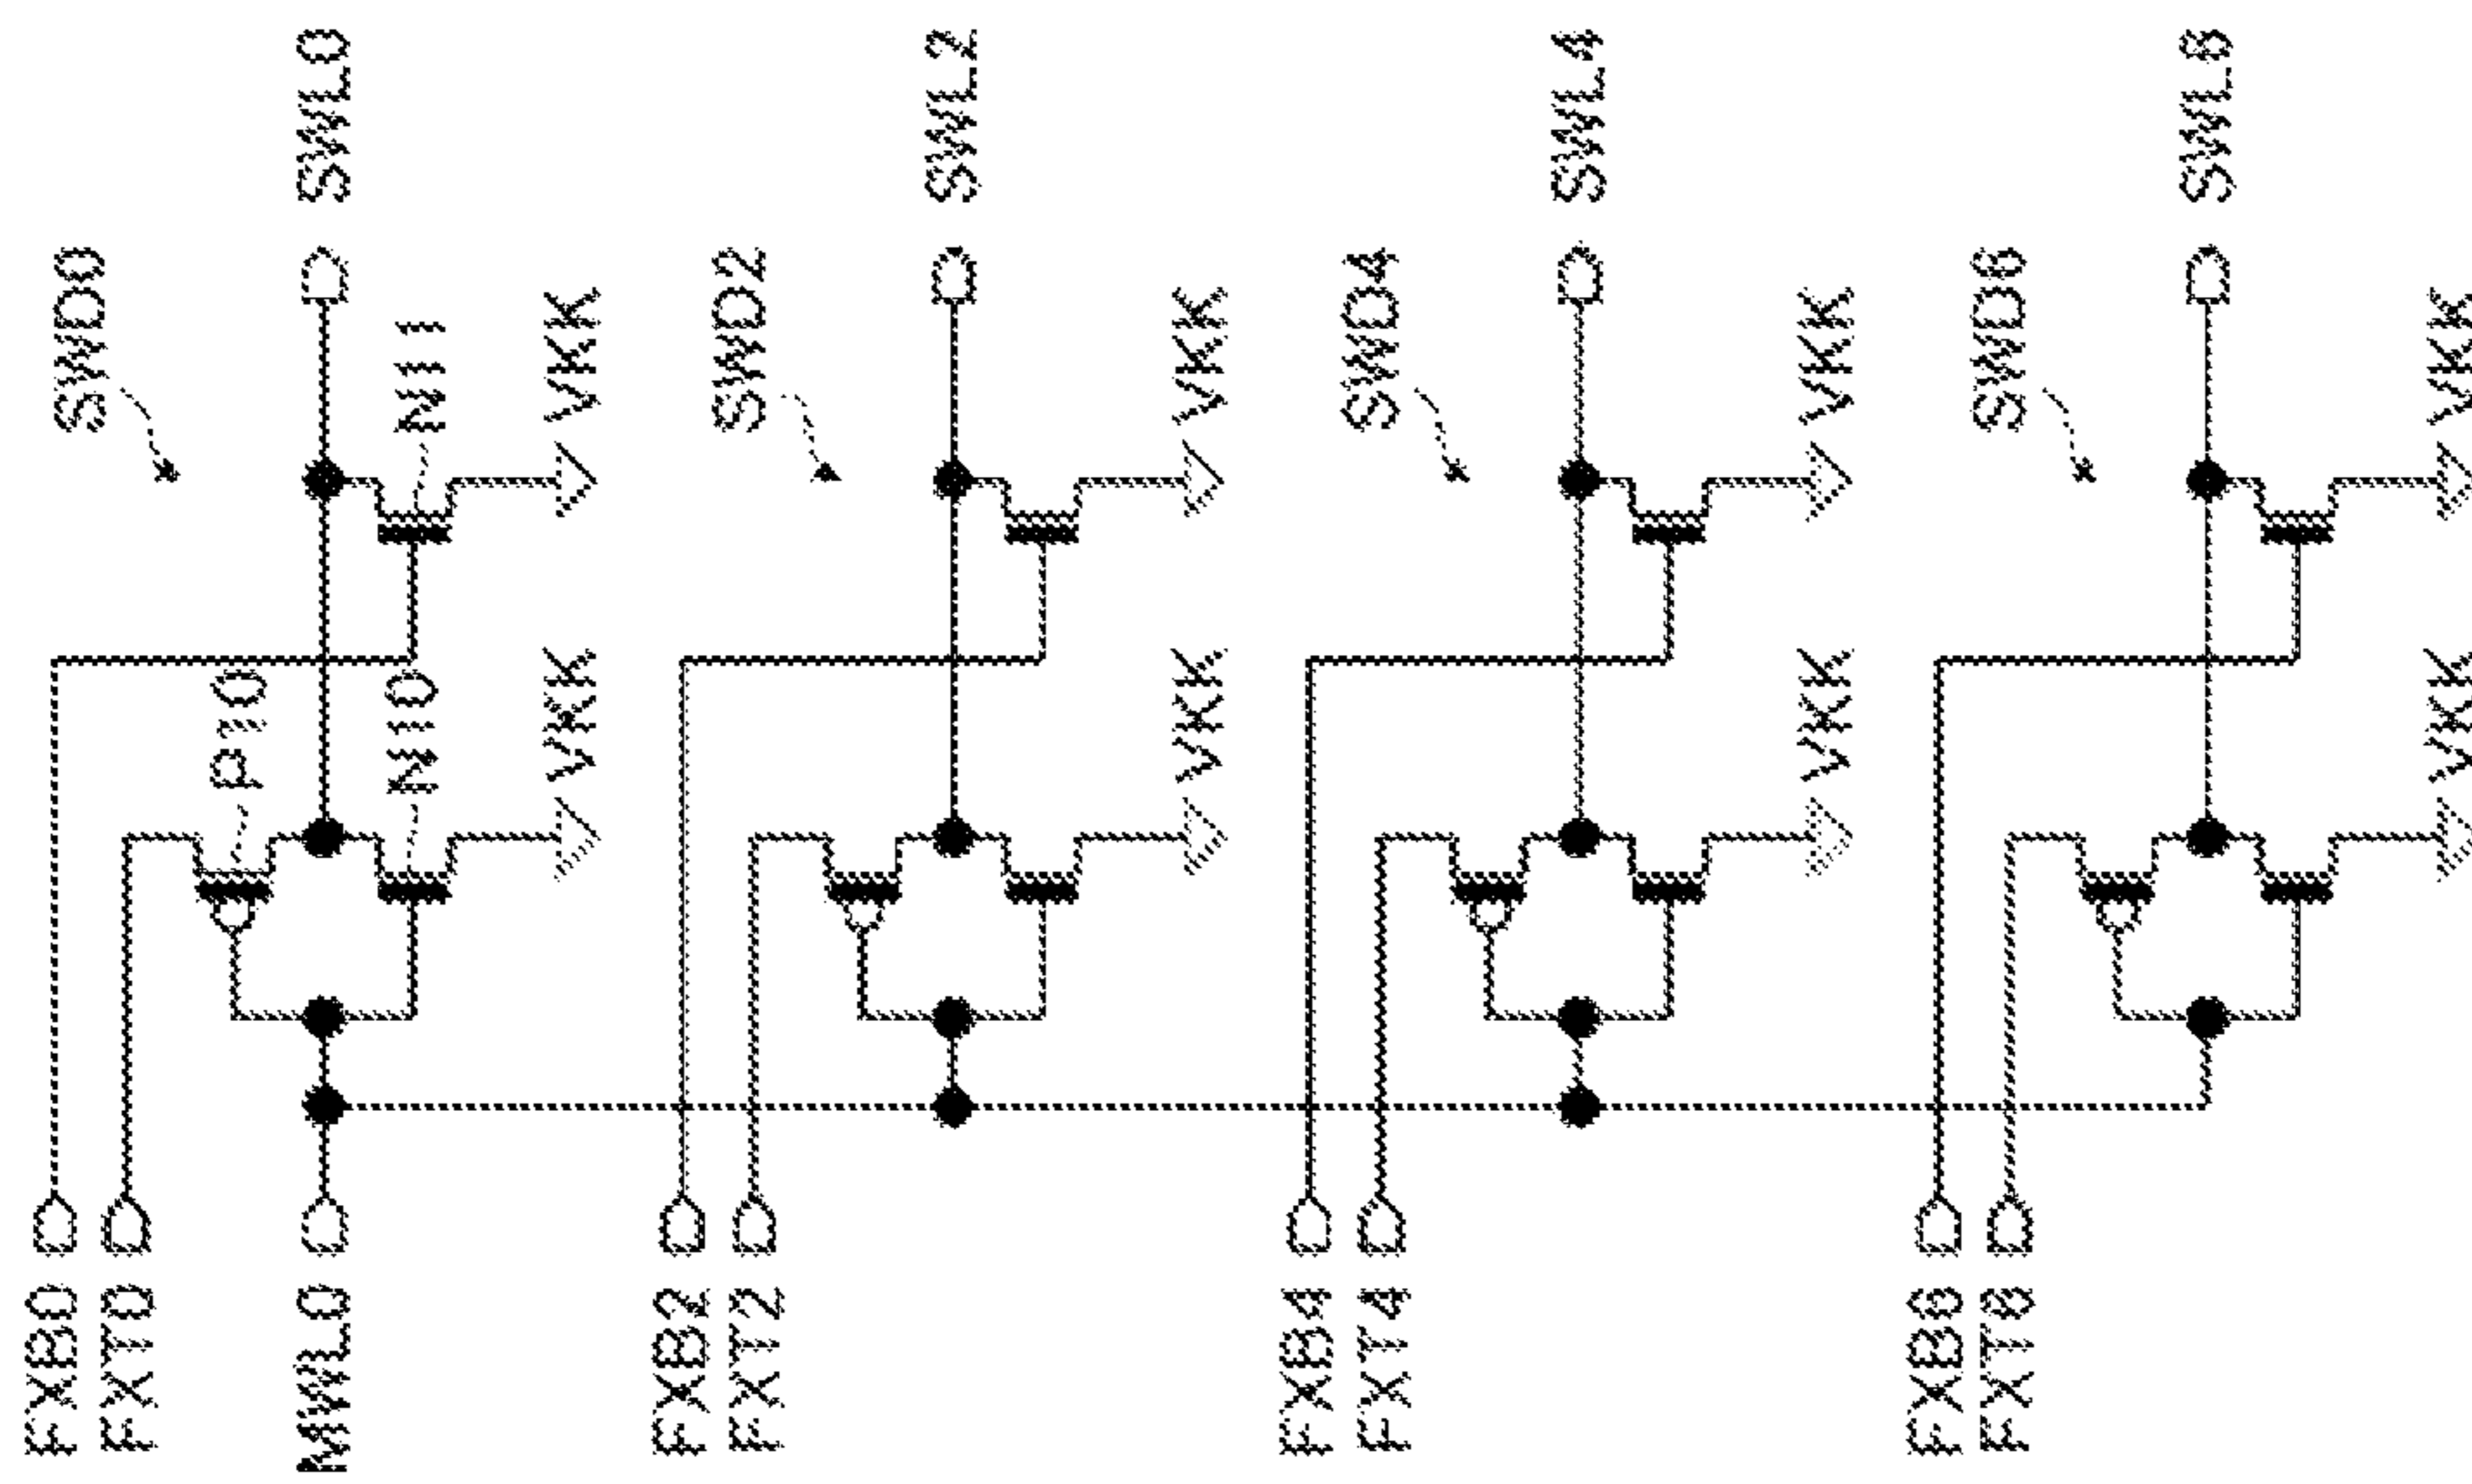 FXB0
SWD0
FXT0
P10
MWL0
SWL0
N10
N11
VKK
VKK
FXB2
SWD2
FXT2
SWL2
VKK
VKK
FXB4
SWD4
FXT4
SWL4
VKK
VKK
FXB6
SWD6
FXT6
SWL6
VKK
VKK